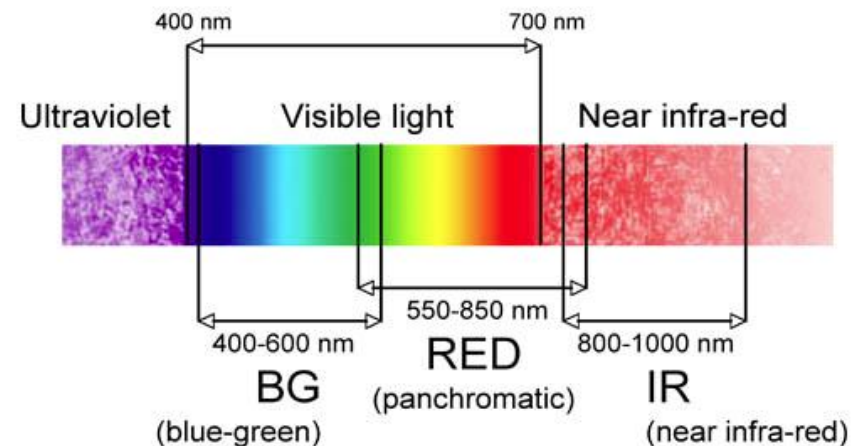 400 nm
700 nm
Ultraviolet
Visible light
Near infra-red
550-850 nm
400-600 nm
800-1000 nm
RED
(panchromatic)
BG
(blue-green)
IR
(near infra-red)